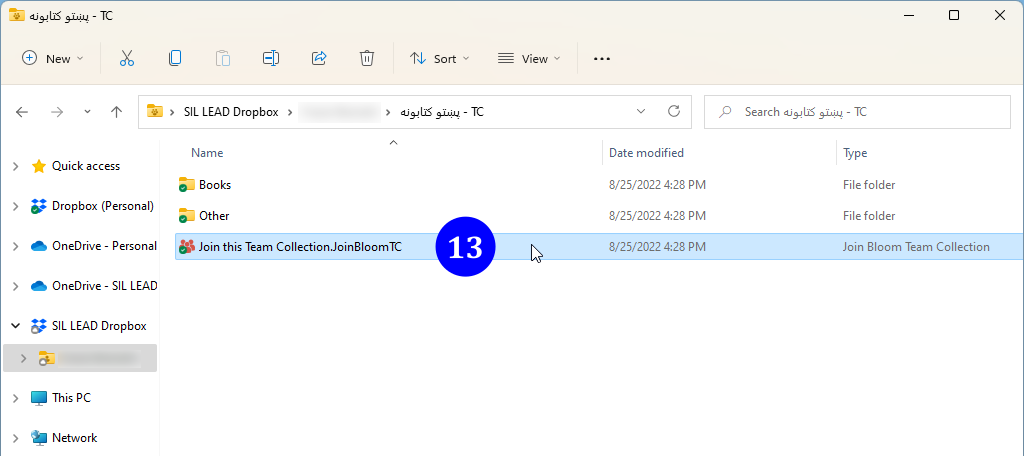 پښتو کتابونه - TC
New
Sort
View
SIL LEAD Dropbox
پښتو کتابونه - TC
Search پښتو کتابونه - TC
Name
Date modified
Type
Quick access
Books
8/25/2022 4:28 PM
File folder
Dropbox (Personal)
Other
8/25/2022 4:28 PM
File folder
OneDrive - Personal
Join this Team Collection.JoinBloomTC
13
8/25/2022 4:28 PM
Join Bloom Team Collection
OneDrive - SIL LEAD
SIL LEAD Dropbox
This PC
Network